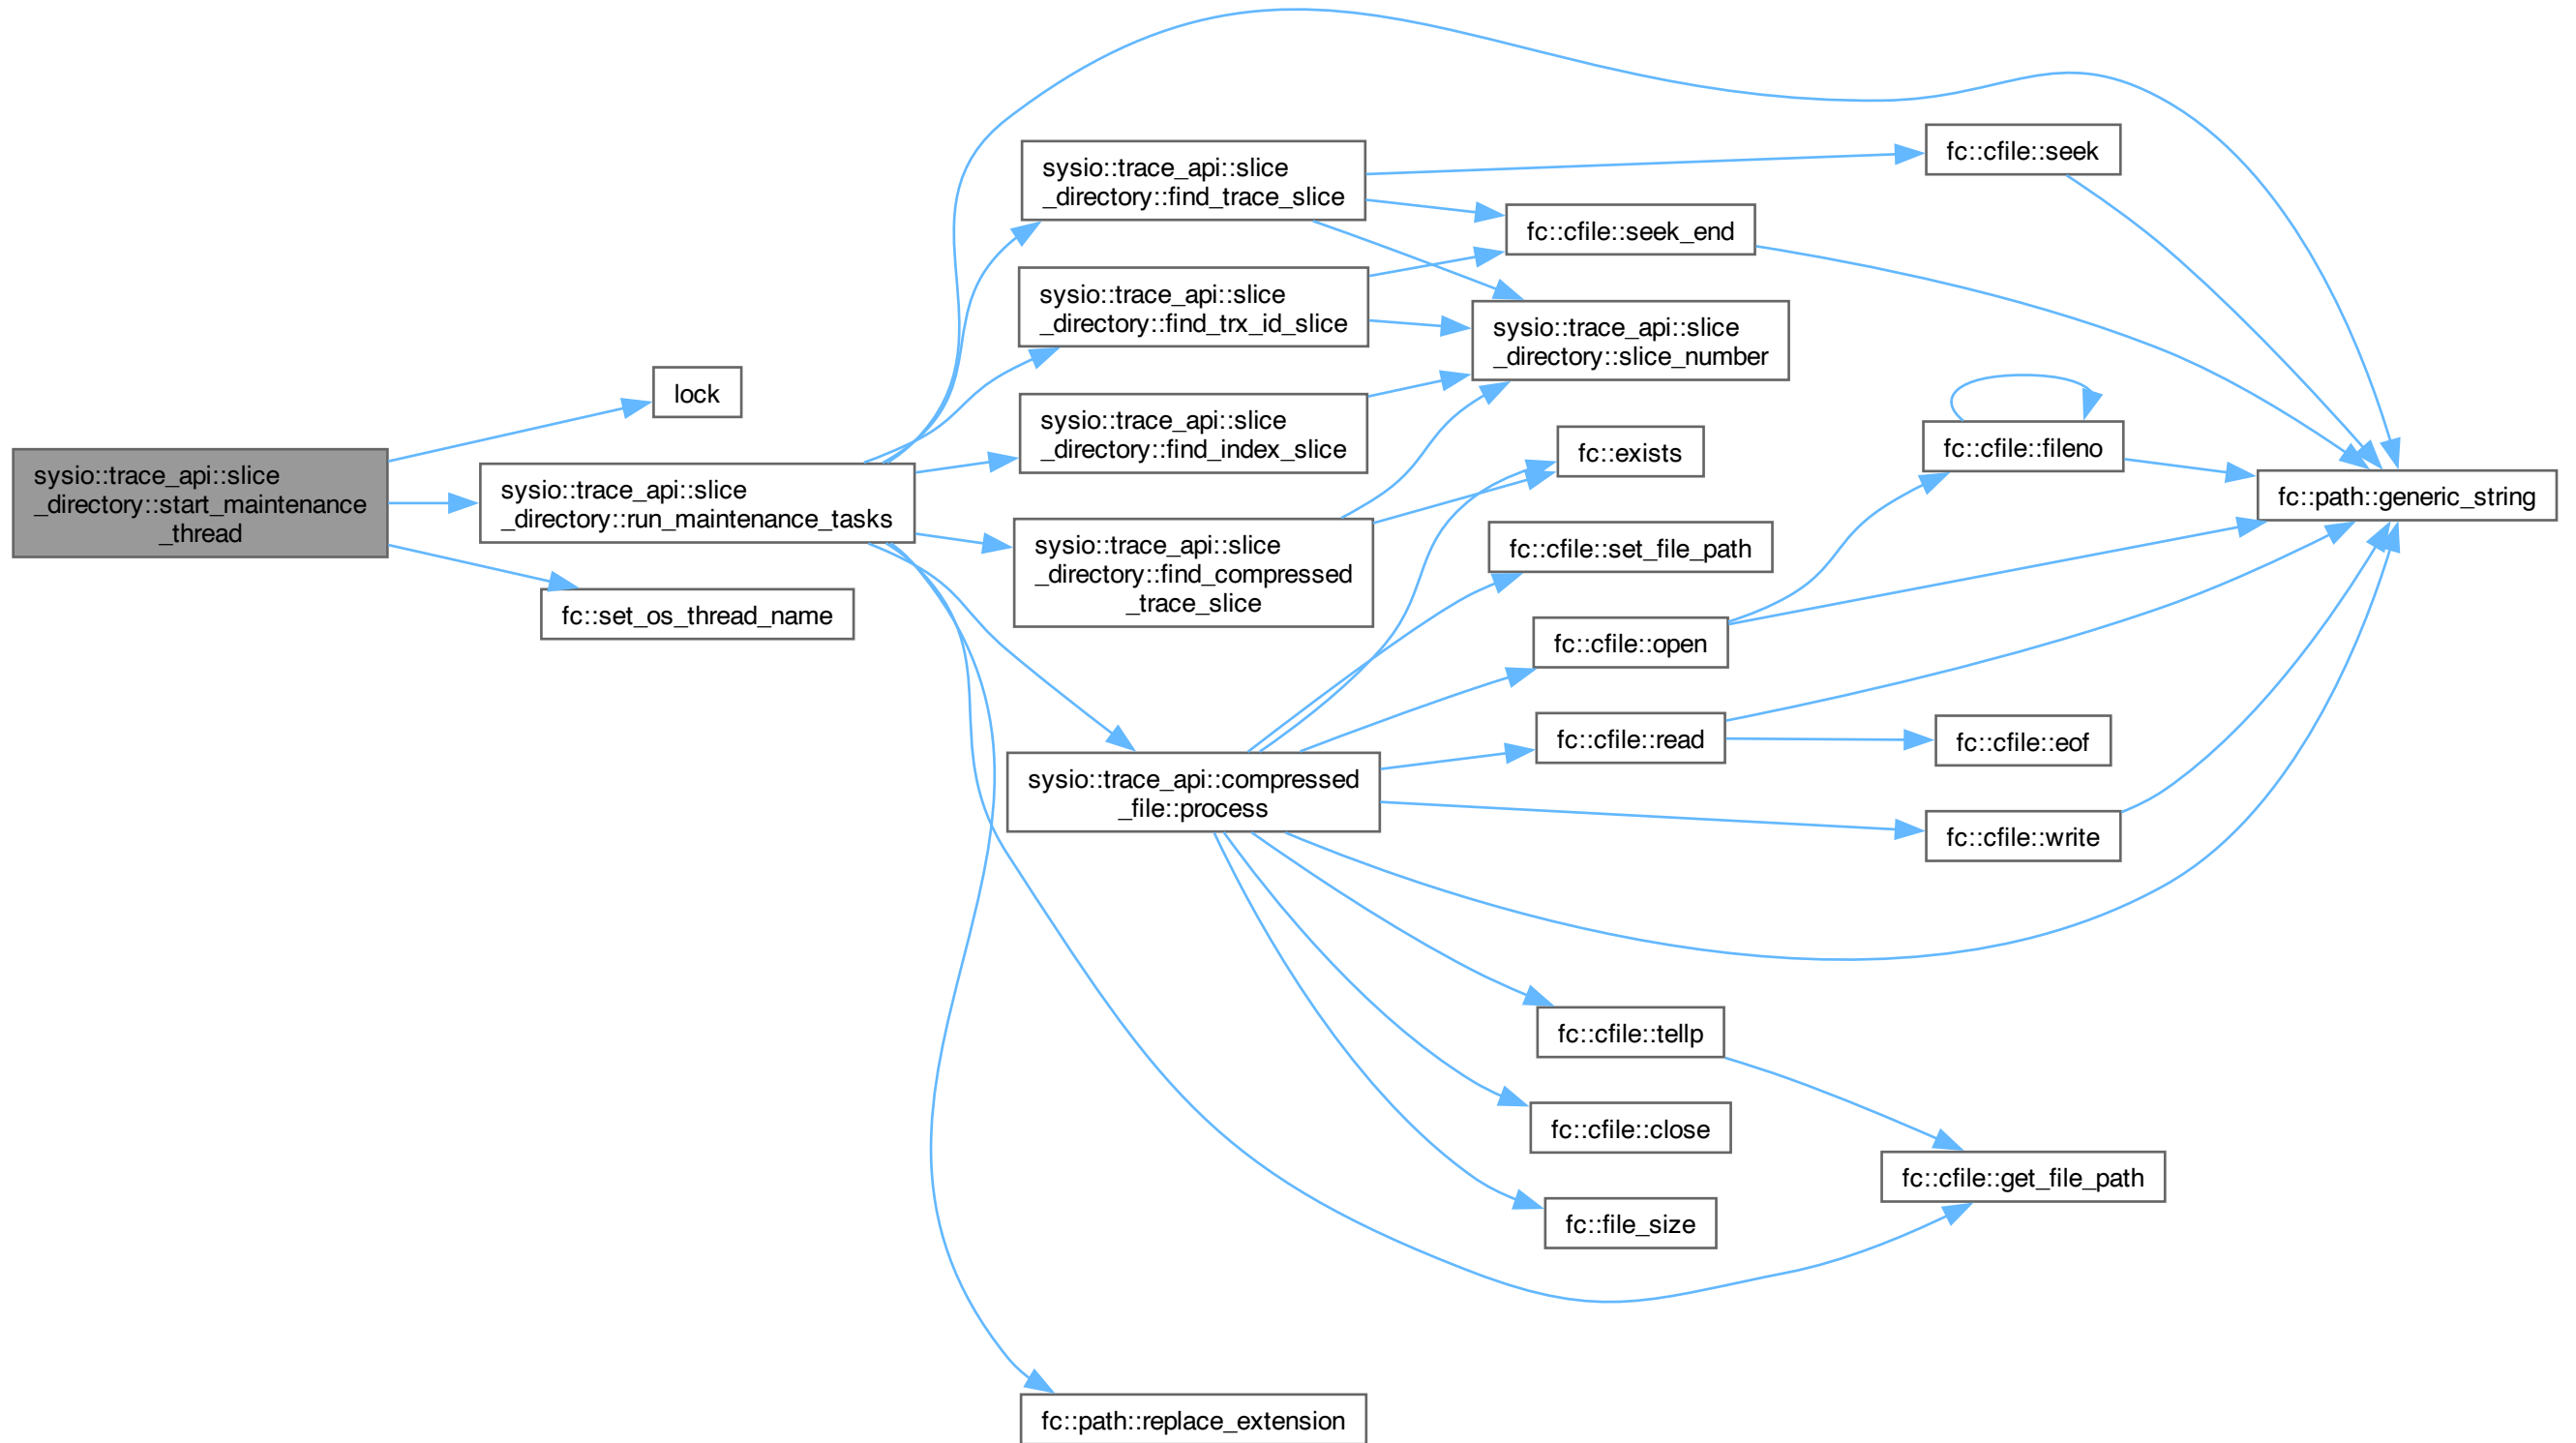 sysio::trace_api::slice
_directory::start_maintenance
_thread
lock
sysio::trace_api::slice
_directory::run_maintenance_tasks
fc::set_os_thread_name
sysio::trace_api::slice
_directory::find_trace_slice
sysio::trace_api::slice
_directory::find_trx_id_slice
sysio::trace_api::slice
_directory::find_index_slice
sysio::trace_api::slice
_directory::find_compressed
_trace_slice
sysio::trace_api::compressed
_file::process
fc::path::replace_extension
fc::cfile::seek_end
sysio::trace_api::slice
_directory::slice_number
fc::exists
fc::cfile::set_file_path
fc::cfile::open
fc::cfile::read
fc::cfile::tellp
fc::cfile::close
fc::file_size
fc::cfile::seek
fc::cfile::fileno
fc::cfile::eof
fc::cfile::write
fc::cfile::get_file_path
fc::path::generic_string